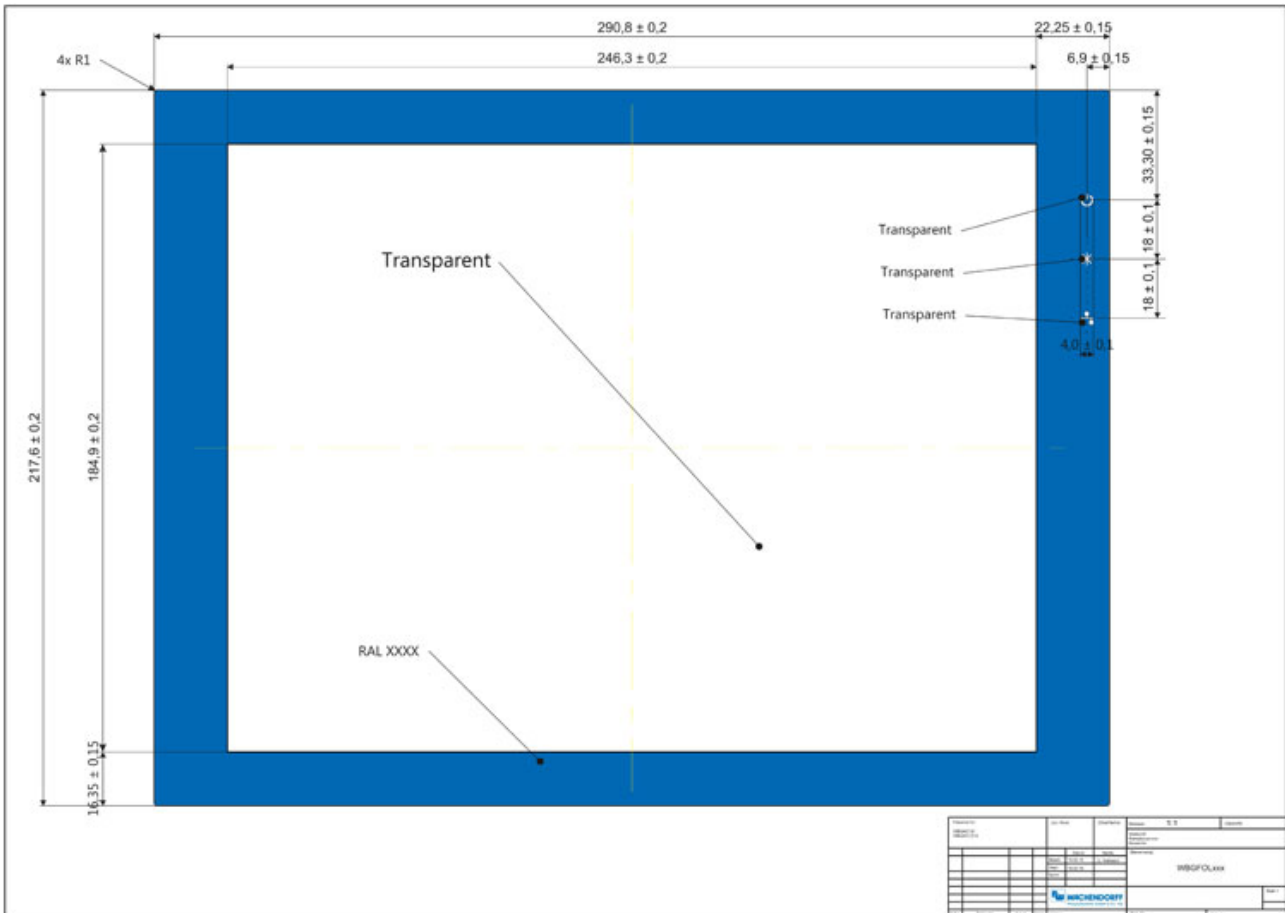 290,8 ± 0,2
22,25 ± 0,15
4x R1
246,3 ± 0,2
6,9 ± 0,15
33,30 ± 0,15
18 ± 0,1
18 ± 0,1
Transparent
Transparent
Transparent
Transparent
4,0 ± 0,1
217,6 ± 0,2
184,9 ± 0,2
RAL XXXX
16,35 ± 0,15
WBGFOLxxx
WACHENDORFF